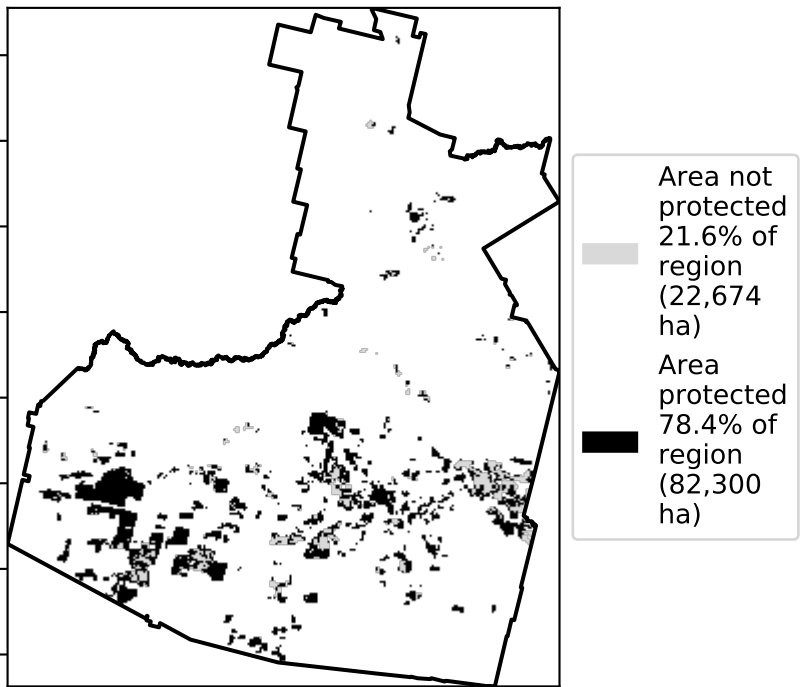 Area not
protected
21.6% of
region
(22,674
ha)
Area
protected
78.4% of
region
(82,300
ha)